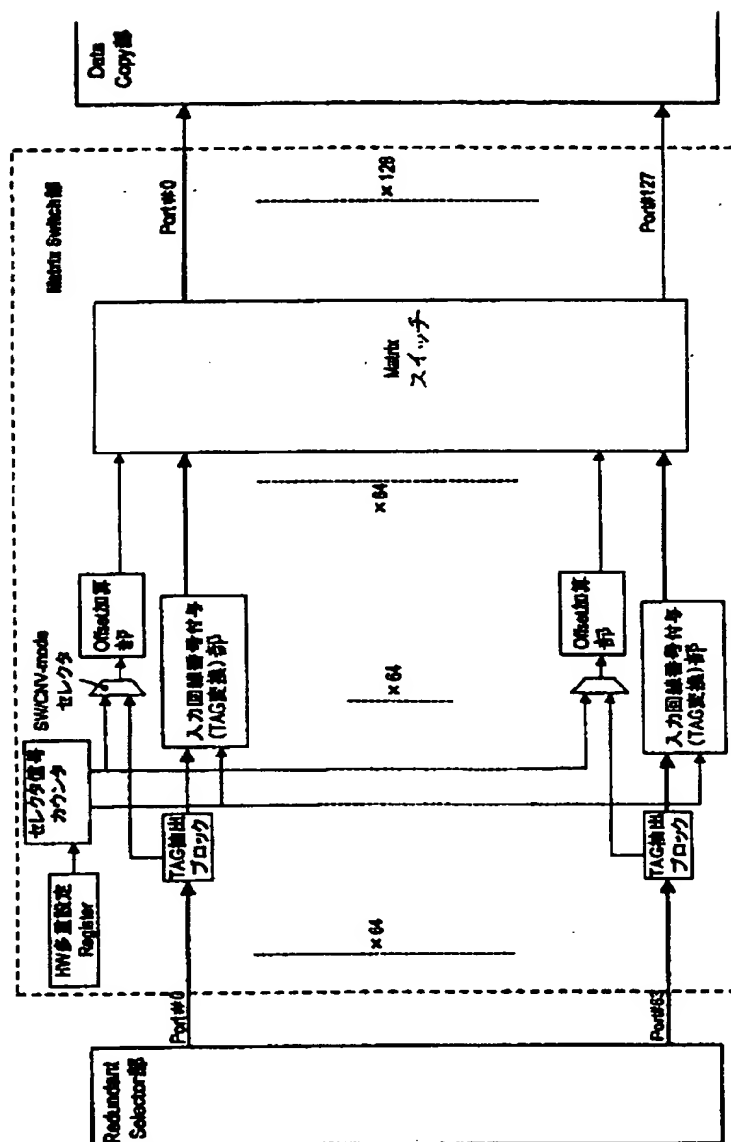 Redundant
Selector部
Port#0
Port#63
×64
HW多重設定
Register
セレクタ信号
カウンタ
SW/CNV-mode
セレクタ
TAG抽出
ブロック
TAG抽出
ブロック
×64
Offset加算
部
入力回線番号付与
(TAG変換)部
Offset加算
部
入力回線番号付与
(TAG変換)部
×64
Matrix
スイッチ
Matrix Switch部
Port#0
×128
Port#127
Data
Copy部